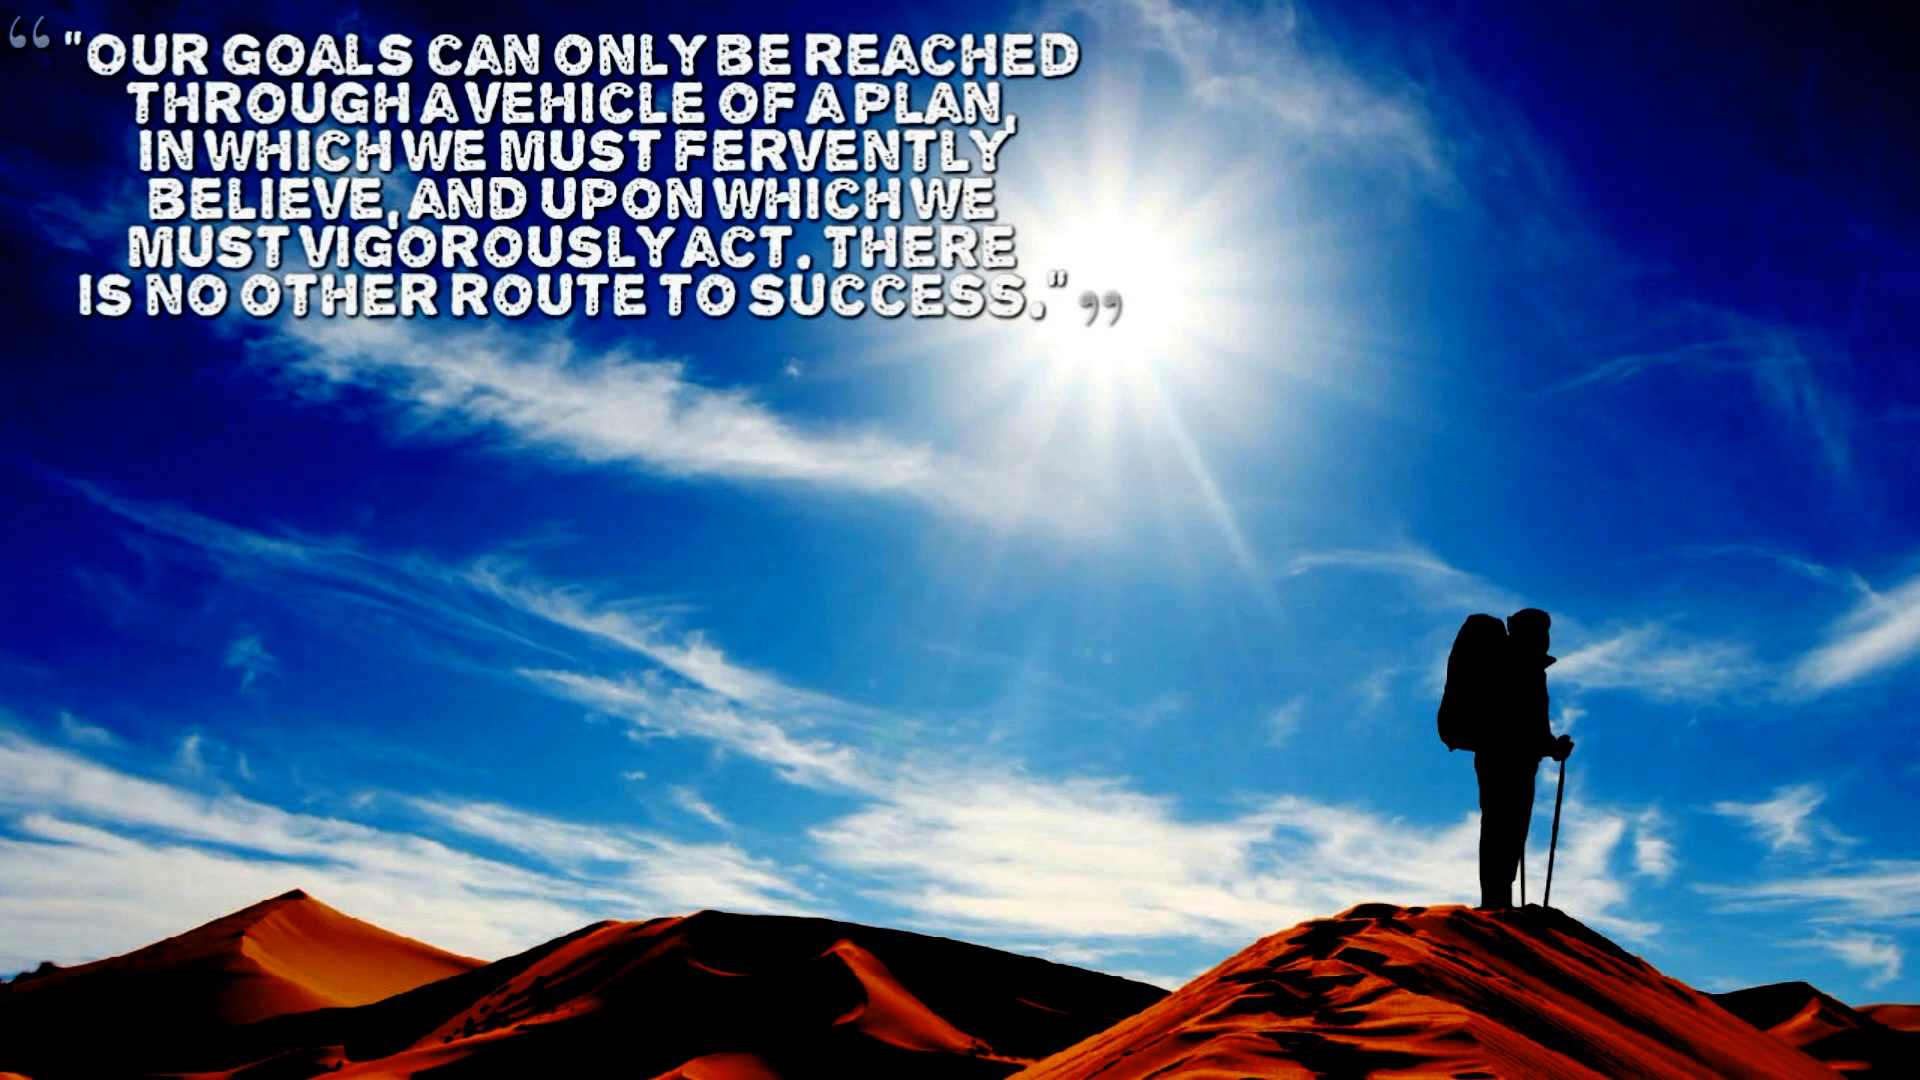 “ "OUR GOALS CAN ONLY BE REACHED
THROUGH A VEHICLE OF A PLAN,
IN WHICH WE MUST FERVENTLY
BELIEVE, AND UPON WHICH WE
MUST VIGOROUSLY ACT. THERE
IS NO OTHER ROUTE TO SUCCESS." ”